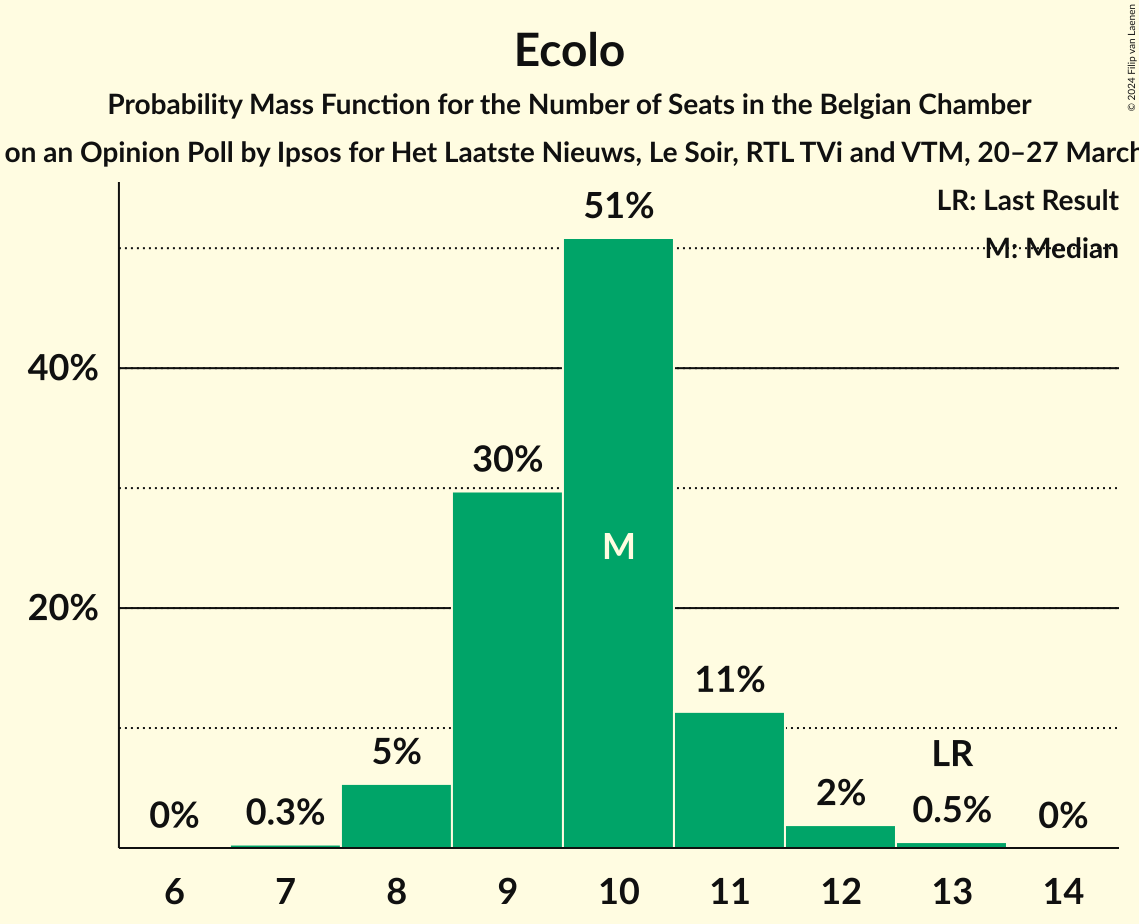 Ecolo
Probability Mass Function for the Number of Seats in the Belgian Chamber
on an Opinion Poll by Ipsos for Het Laatste Nieuws, Le Soir, RTL TVi and VTM, 20–27 March
© 2024 Filip van Laenen
LR: Last Result
M: Median
51%
40%
30%
M
20%
11%
5%
LR
0% 0.3% 2% 0.5% 0%
6 7 8 9 10 11 12 13 14